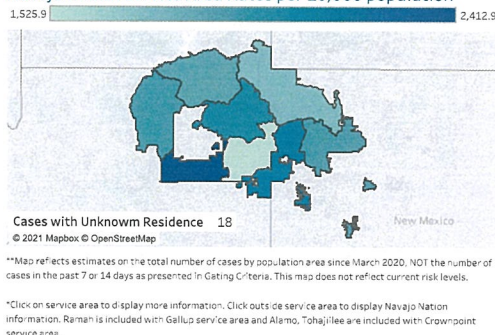 1,525.9 2,412.9
Cases with Unknowm Residence 18
© 2021 Mapbox © OpenStreetMap
New Mexico
**Map reflects estimates on the total number of cases by population area since March 2020, NOT the number of
cases in the past 7 or 14 days as presented in Gating Criteria. This map does not reflect current risk levels.
*Click on service area to display more information. Click outside service area to display Navajo Nation
information. Ramah is included with Gallup service area and Alamo, Tohajiilee are included with Crownpoint
service area.